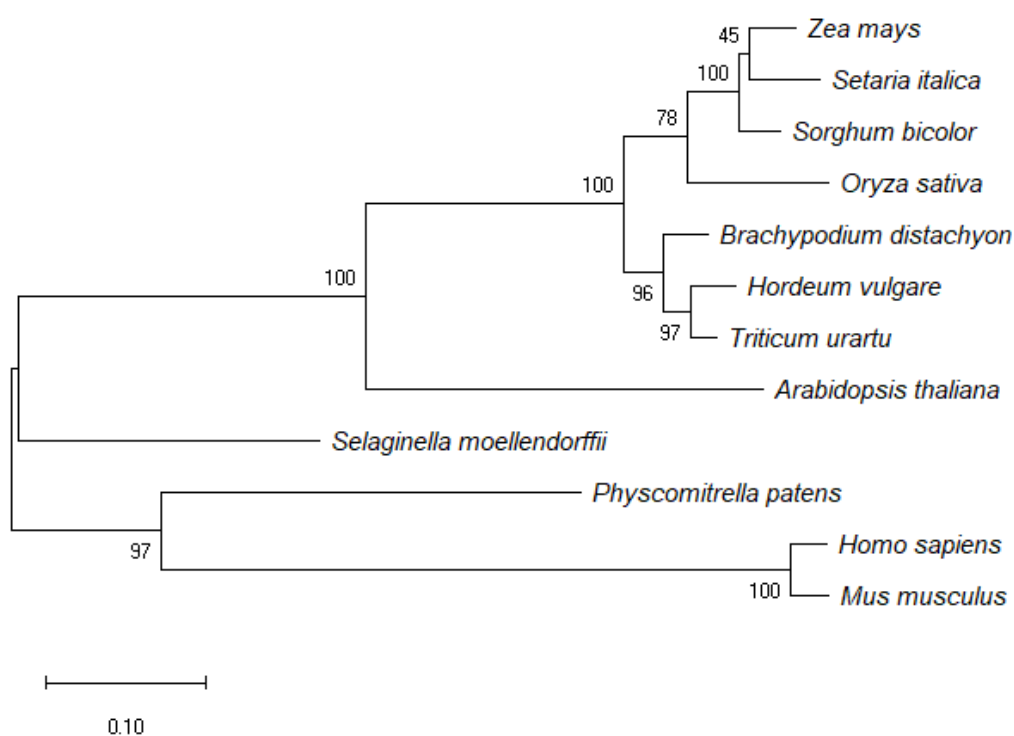 45
Zea mays
100
Setaria italica
78
Sorghum bicolor
100
Oryza sativa
Brachypodium distachyon
100
96
Hordeum vulgare
97
Triticum urartu
Arabidopsis thaliana
Selaginella moellendorffii
Physcomitrella patens
97
Homo sapiens
100
Mus musculus
0.10